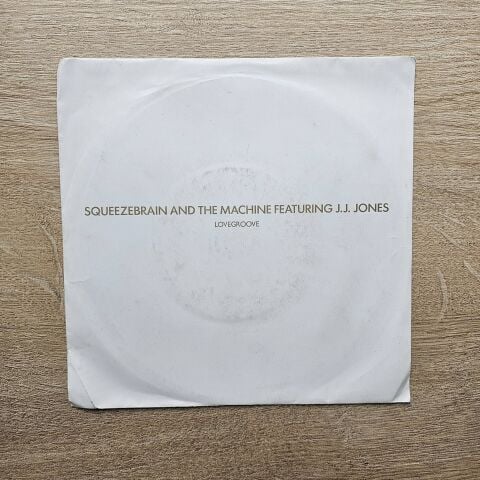 SQUEEZEBRAIN AND THE MACHINE FEATURING J.J. JONES
LOVEGROOVE